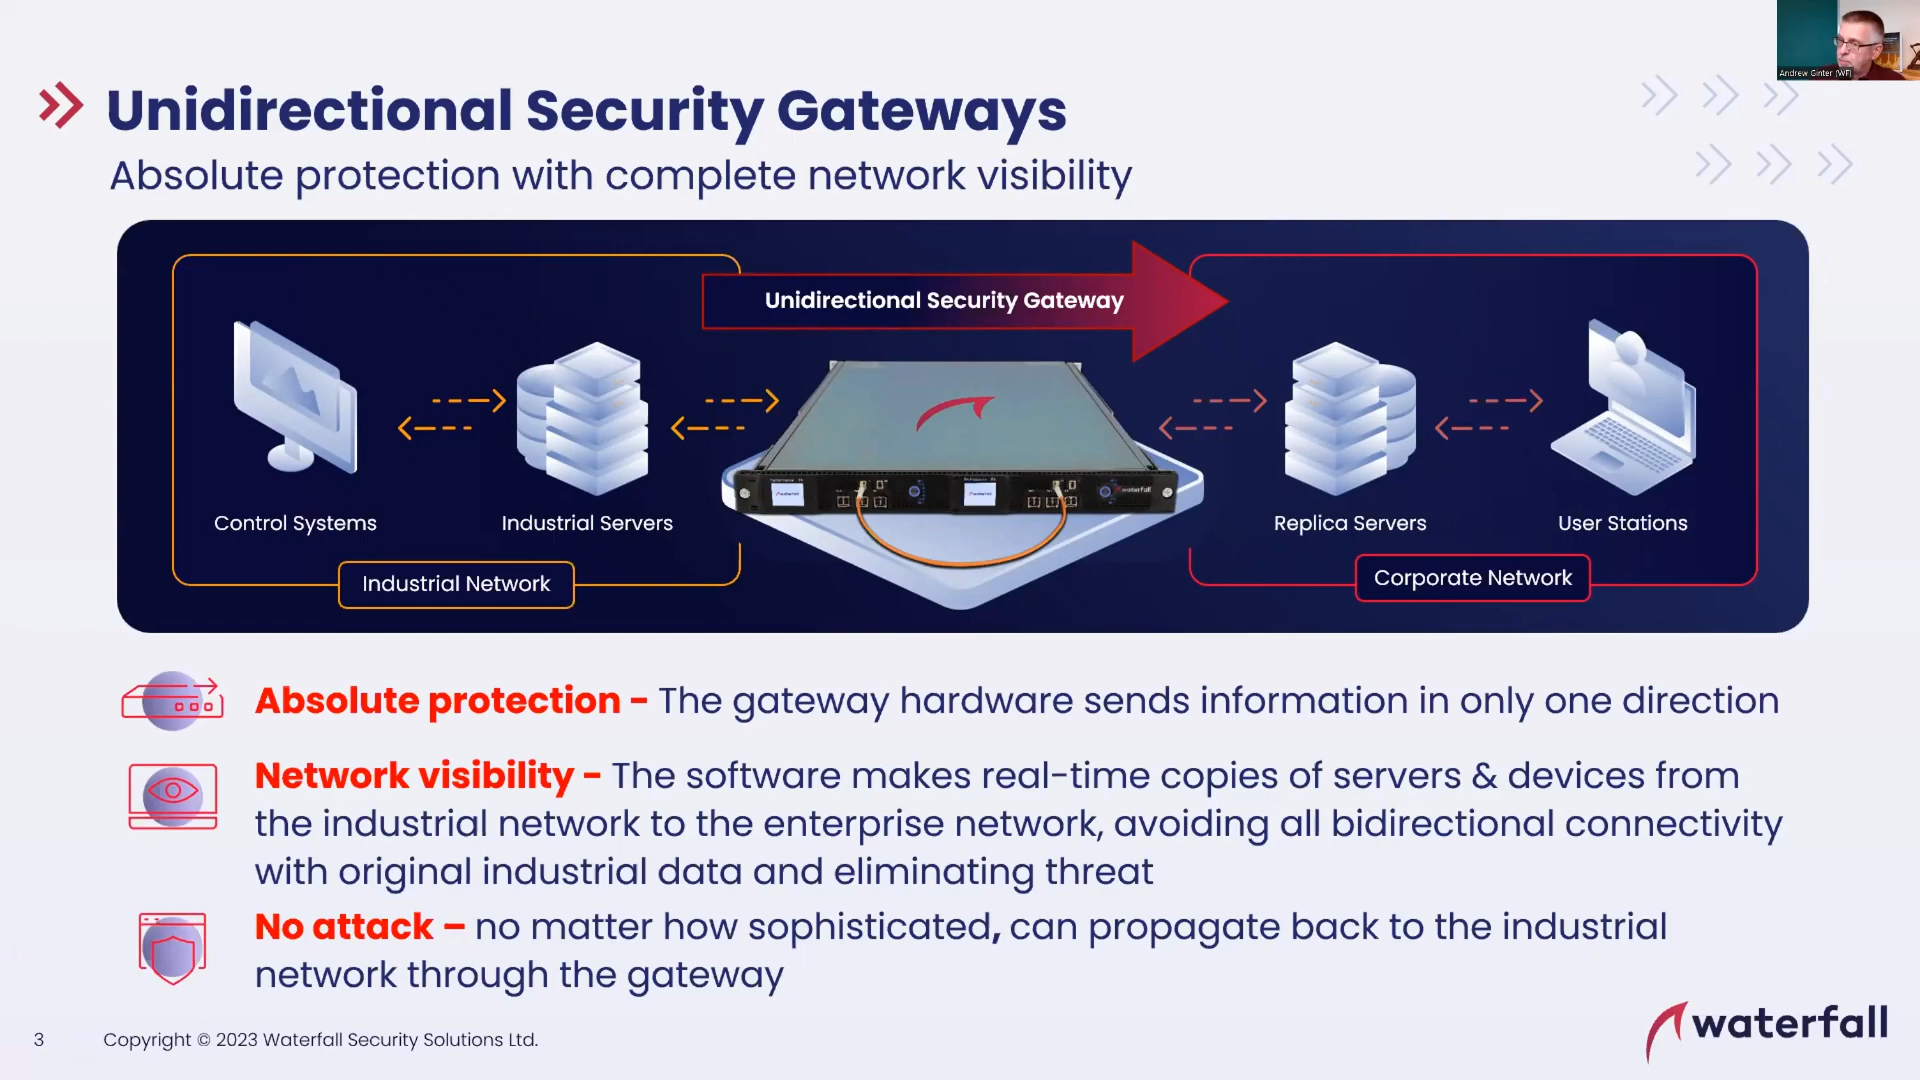 Andrew Ginter (WF)
Unidirectional Security Gateways
Absolute protection with complete network visibility
Unidirectional Security Gateway
waterfall
Control Systems
Industrial Servers
Replica Servers
User Stations
Industrial Network
Corporate Network
Absolute protection - The gateway hardware sends information in only one direction
Network visibility - The software makes real-time copies of servers & devices from
the industrial network to the enterprise network, avoiding all bidirectional connectivity
with original industrial data and eliminating threat
No attack – no matter how sophisticated, can propagate back to the industrial
network through the gateway
3
Copyright © 2023 Waterfall Security Solutions Ltd.
waterfall